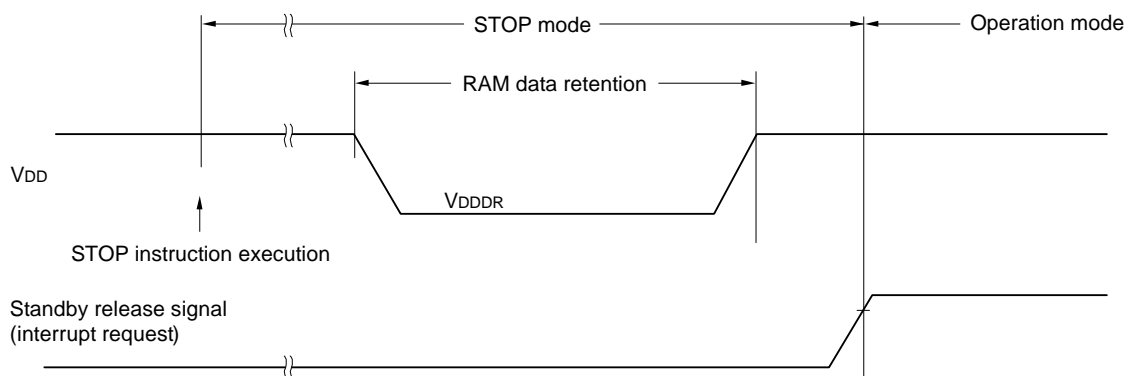 STOP mode
Operation mode
RAM data retention
VDD
VDDDR
STOP instruction execution
Standby release signal
(interrupt request)